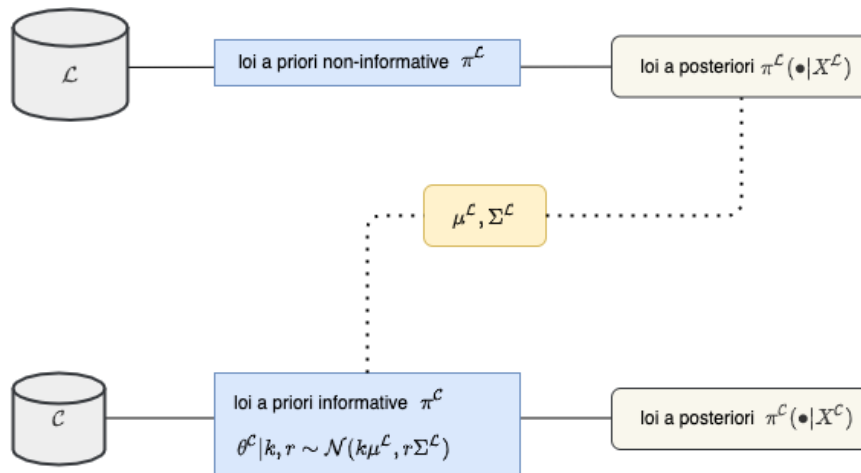 ℒ
loi a priori non-informative π^ℒ
loi a posteriori π^ℒ(•|X^ℒ)
μ^ℒ, Σ^ℒ
𝒞
loi a priori informative π^𝒞
θ^𝒞|k, r ∼ 𝒩(kμ^ℒ, rΣ^ℒ)
loi a posteriori π^𝒞(•|X^𝒞)